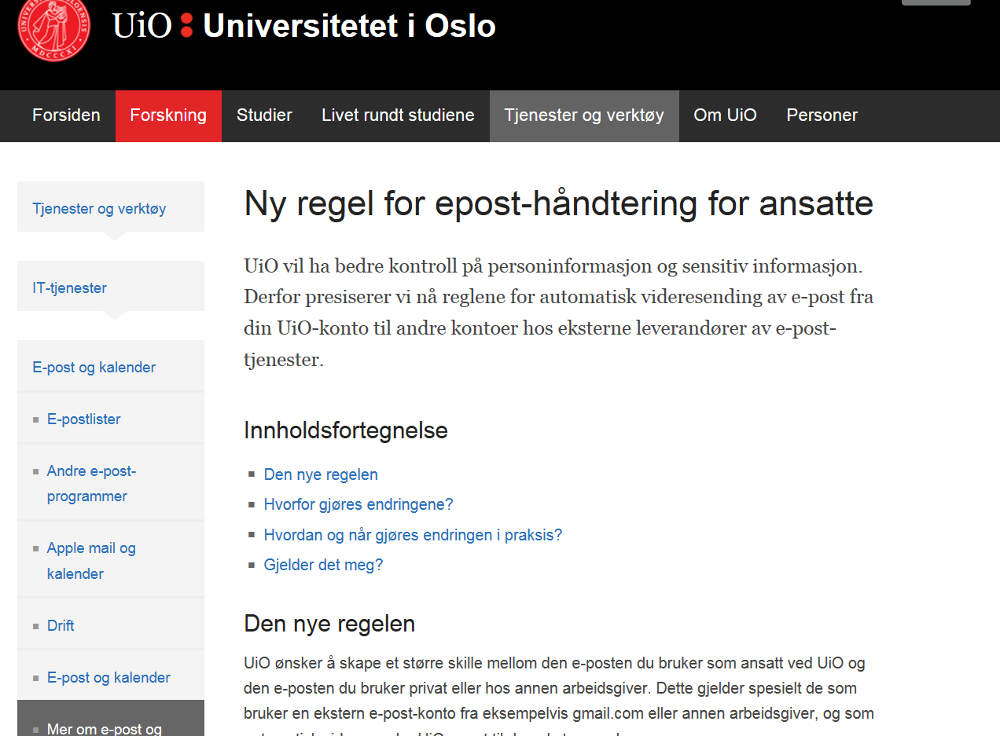 UiO : Universitetet i Oslo
Forsiden Forskning Studier Livet rundt studiene Tjenester og verktøy Om UiO Personer
Tjenester og verktøy
IT-tjenester
E-post og kalender
E-postlister
Andre e-post-
programmer
Apple mail og
kalender
Drift
E-post og kalender
Mer om e-post og
Ny regel for epost-håndtering for ansatte
UiO vil ha bedre kontroll på personinformasjon og sensitiv informasjon.
Derfor presiserer vi nå reglene for automatisk videresending av e-post fra
din UiO-konto til andre kontoer hos eksterne leverandører av e-post-
tjenester.
Innholdsfortegnelse
Den nye regelen
Hvorfor gjøres endringene?
Hvordan og når gjøres endringen i praksis?
Gjelder det meg?
Den nye regelen
UiO ønsker å skape et større skille mellom den e-posten du bruker som ansatt ved UiO og
den e-posten du bruker privat eller hos annen arbeidsgiver. Dette gjelder spesielt de som
bruker en ekstern e-post-konto fra eksempelvis gmail.com eller annen arbeidsgiver, og som